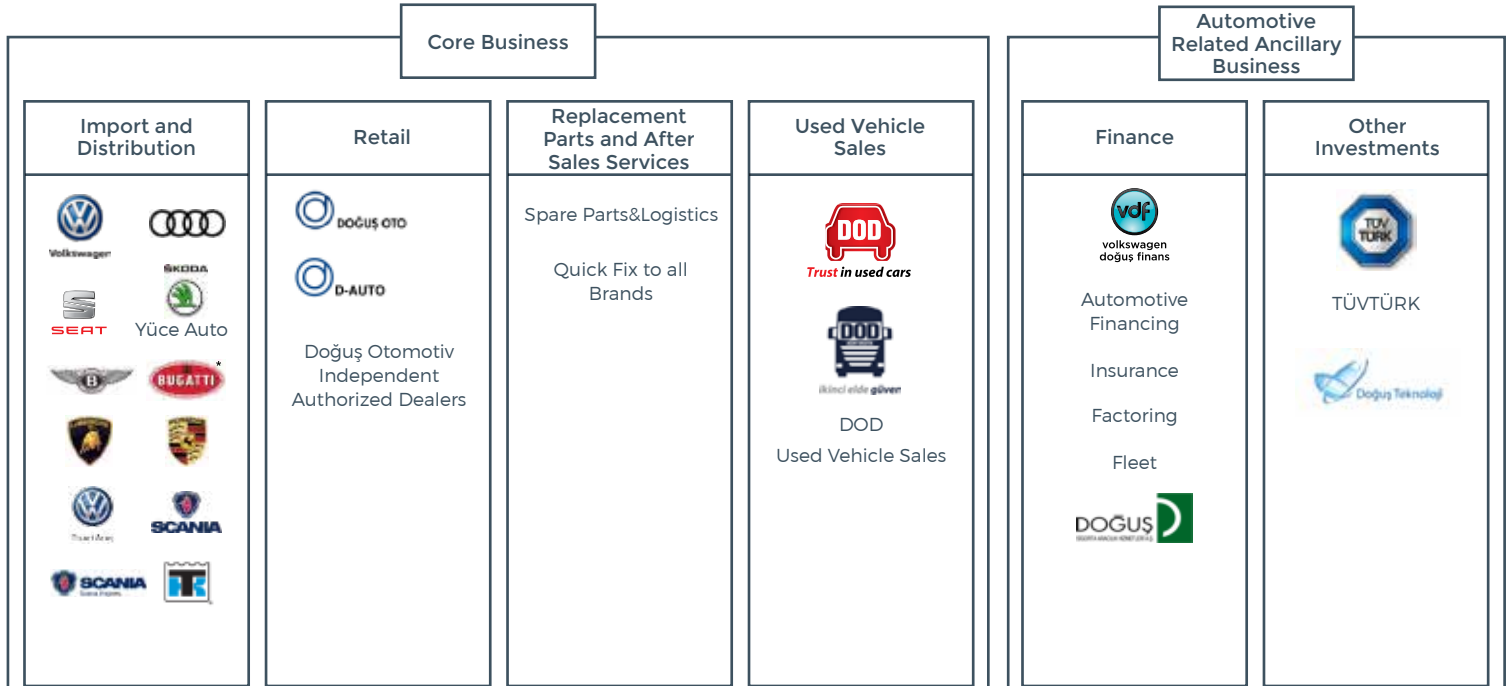 Core Business
Automotive
Related Ancillary
Business
Import and
Distribution
Volkswagen
ŠKODA
SEAT
Yüce Auto
B
BUGATTI
*
SCANIA
SCANIA
Retail
DOĞUŞ OTO
D-AUTO
Doğuş Otomotiv
Independent
Authorized Dealers
Replacement
Parts and After
Sales Services
Spare Parts&Logistics
Quick Fix to all
Brands
Used Vehicle
Sales
DOD
Trust in used cars
DOD
ikinci elde güven
DOD
Used Vehicle Sales
Finance
vdf
volkswagen
doğuş finans
Automotive
Financing
Insurance
Factoring
Fleet
DOĞUŞ
Other
Investments
TÜV
TURK
TÜVTÜRK
Doğuş Teknoloji